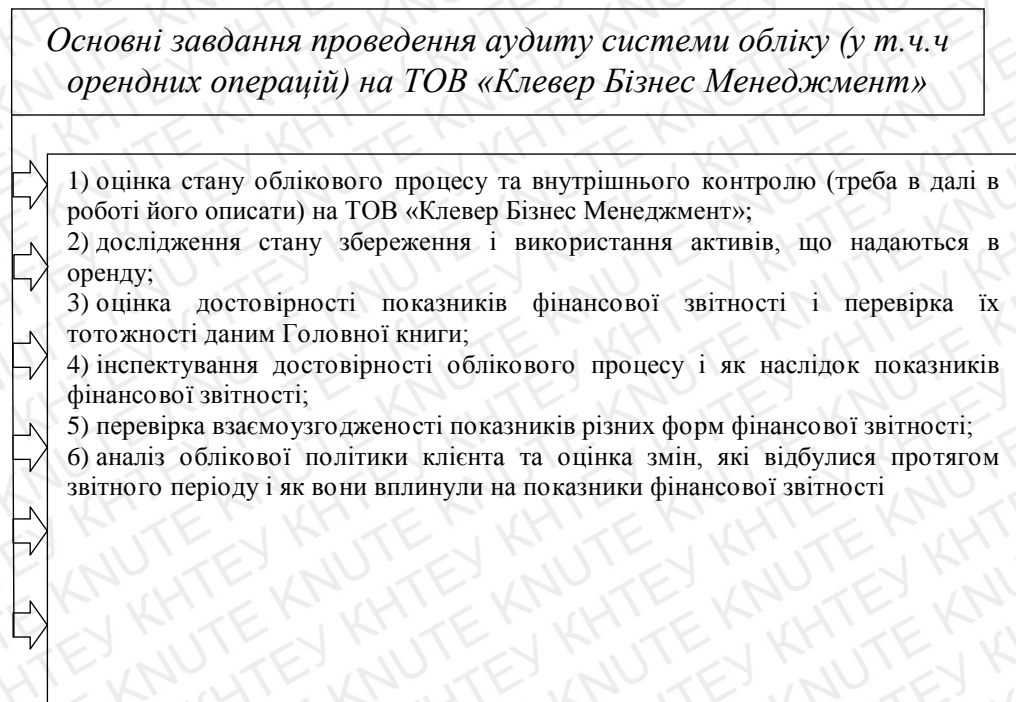 Основні завдання проведення аудиту системи обліку (у т.ч.ч
орендних операцій) на ТОВ «Клевер Бізнес Менеджмент»
1) оцінка стану облікового процесу та внутрішнього контролю (треба в далі в
роботі його описати) на ТОВ «Клевер Бізнес Менеджмент»;
2) дослідження стану збереження і використання активів, що надаються в
оренду;
3) оцінка достовірності показників фінансової звітності і перевірка їх
тотожності даним Головної книги;
4) інспектування достовірності облікового процесу і як наслідок показників
фінансової звітності;
5) перевірка взаємоузгодженості показників різних форм фінансової звітності;
6) аналіз облікової політики клієнта та оцінка змін, які відбулися протягом
звітного періоду і як вони вплинули на показники фінансової звітності